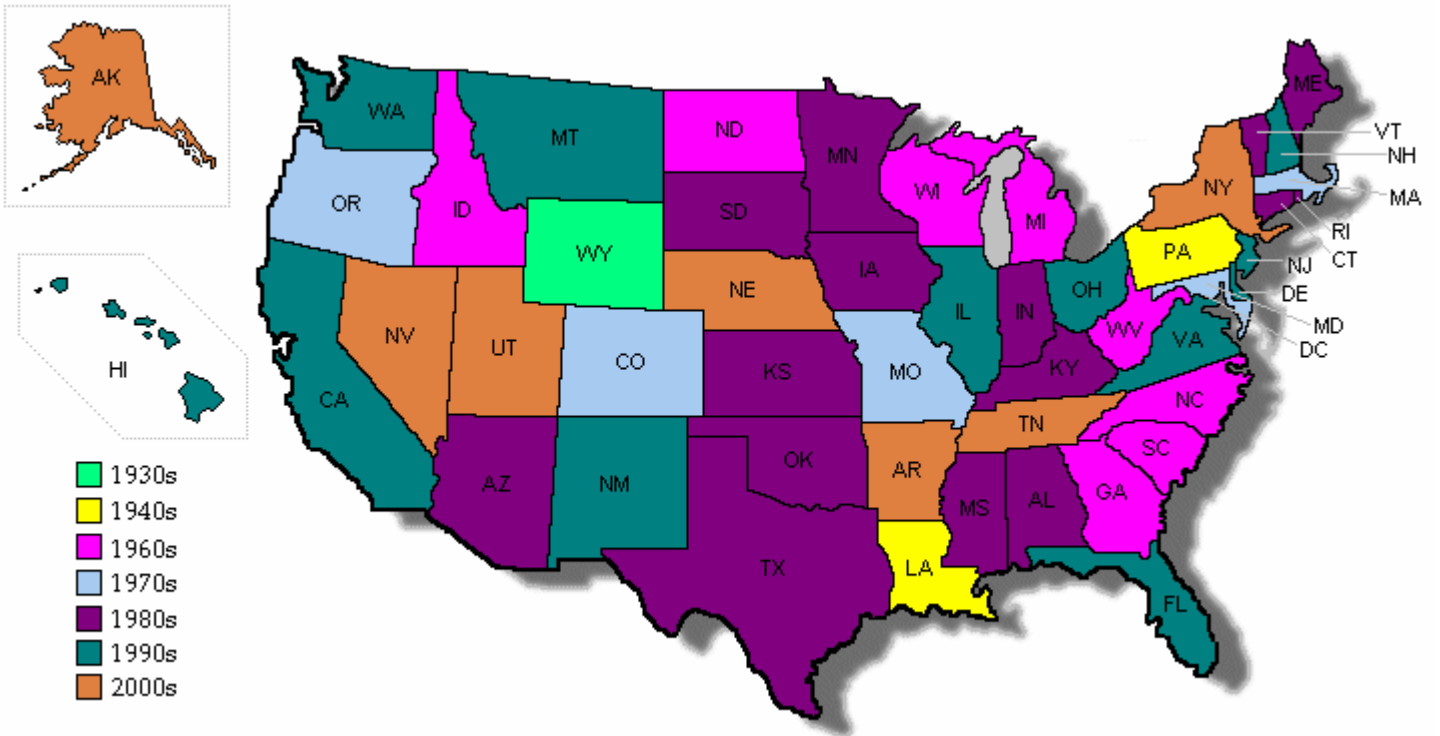 AK
ME
WA
VT
MT
ND
MN
NH
OR
ID
WI
NY
MA
SD
MI
RI
WY
PA
CT
IA
NJ
NE
OH
DE
IL
IN
MD
NV
UT
WV
VA
DC
CO
HI
KS
MO
KY
CA
NC
TN
SC
OK
AR
AZ
NM
GA
MS
AL
TX
LA
FL
1930s
1940s
1960s
1970s
1980s
1990s
2000s